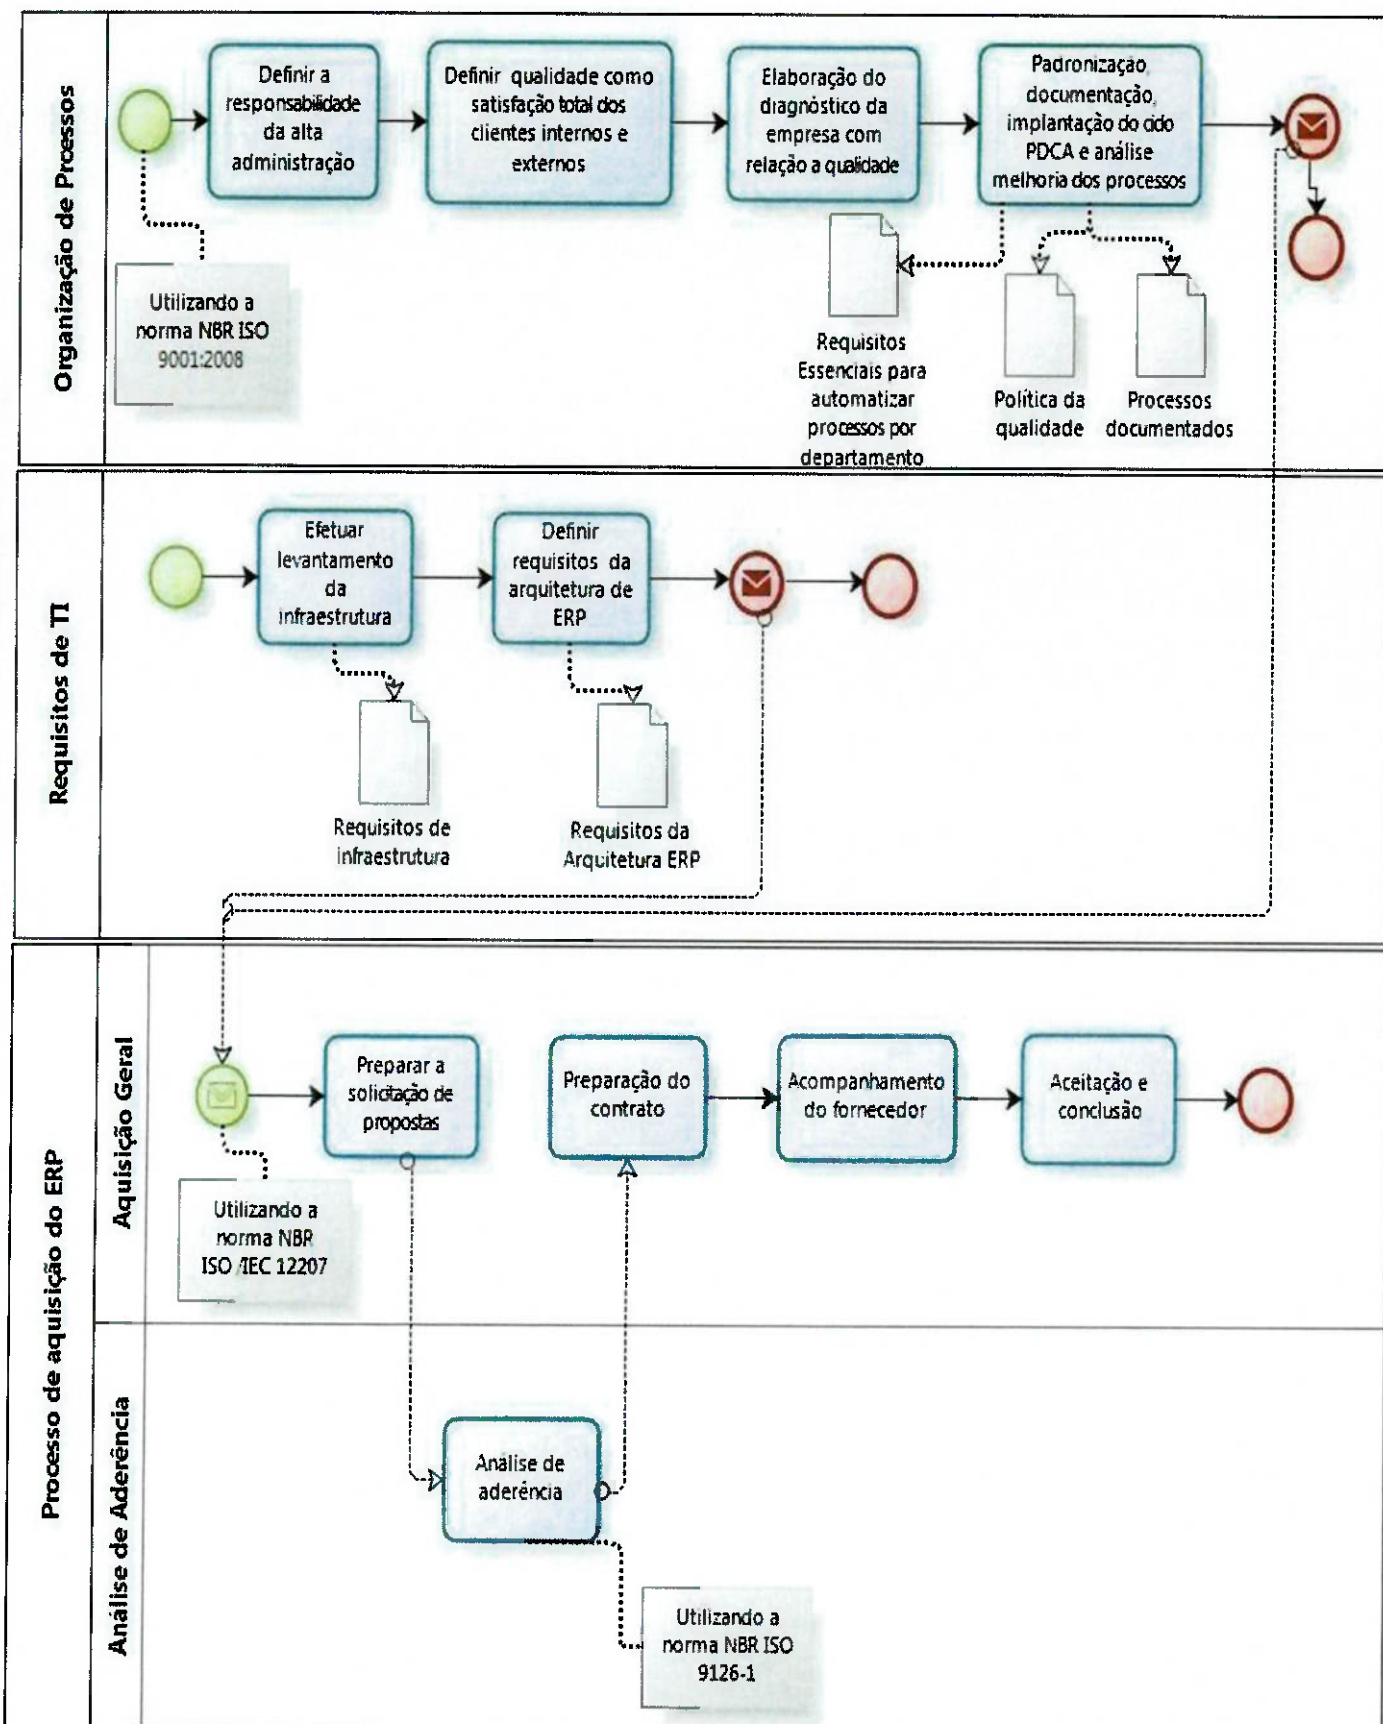 Organização de Processos
Definir a
responsabilidade
da alta
administração
Definir qualidade como
satisfação total dos
clientes internos e
externos
Elaboração do
diagnóstico da
empresa com
relação a qualidade
Padronização,
documentação,
implantação do ciclo
PDCA e análise
melhoria dos processos
Utilizando a
norma NBR ISO
9001:2008
Requisitos
Essenciais para
automatizar
processos por
departamento
Política da
qualidade
Processos
documentados
Requisitos de TI
Efetuar
levantamento
da
infraestrutura
Definir
requisitos da
arquitetura de
ERP
Requisitos de
infraestrutura
Requisitos da
Arquitetura ERP
Processo de aquisição do ERP
Aquisição Geral
Preparar a
solicitação de
propostas
Preparação do
contrato
Acompanhamento
do fornecedor
Aceitação e
conclusão
Utilizando a
norma NBR
ISO /IEC 12207
Análise de Aderência
Análise de
aderência
Utilizando a
norma NBR ISO
9126-1